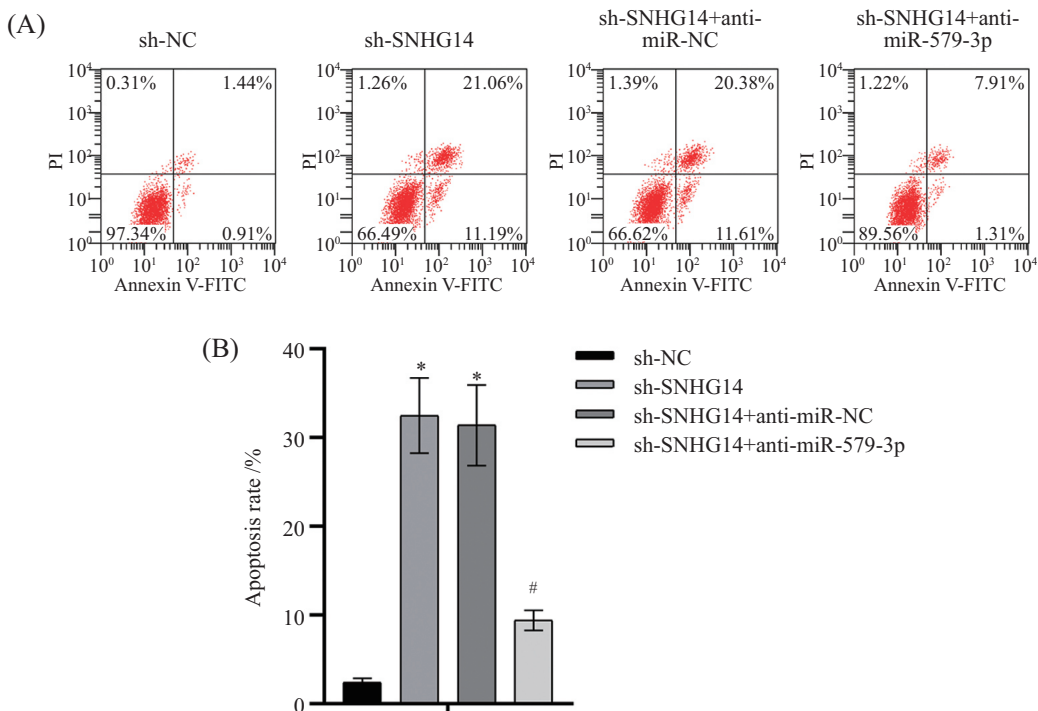 (A)
sh-NC
0.31%
1.44%
97.34%
0.91%
10⁴
10³
10²
10¹
10⁰
PI
10⁰ 10¹ 10² 10³ 10⁴
Annexin V-FITC
sh-SNHG14
1.26%
21.06%
66.49%
11.19%
10⁴
10³
10²
10¹
10⁰
PI
10⁰ 10¹ 10² 10³ 10⁴
Annexin V-FITC
sh-SNHG14+anti-
miR-NC
1.39%
20.38%
66.62%
11.61%
10⁴
10³
10²
10¹
10⁰
PI
10⁰ 10¹ 10² 10³ 10⁴
Annexin V-FITC
sh-SNHG14+anti-
miR-579-3p
1.22%
7.91%
89.56%
1.31%
10⁴
10³
10²
10¹
10⁰
PI
10⁰ 10¹ 10² 10³ 10⁴
Annexin V-FITC
(B)
40
30
20
10
0
Apoptosis rate /%
*
*
#
sh-NC
sh-SNHG14
sh-SNHG14+anti-miR-NC
sh-SNHG14+anti-miR-579-3p